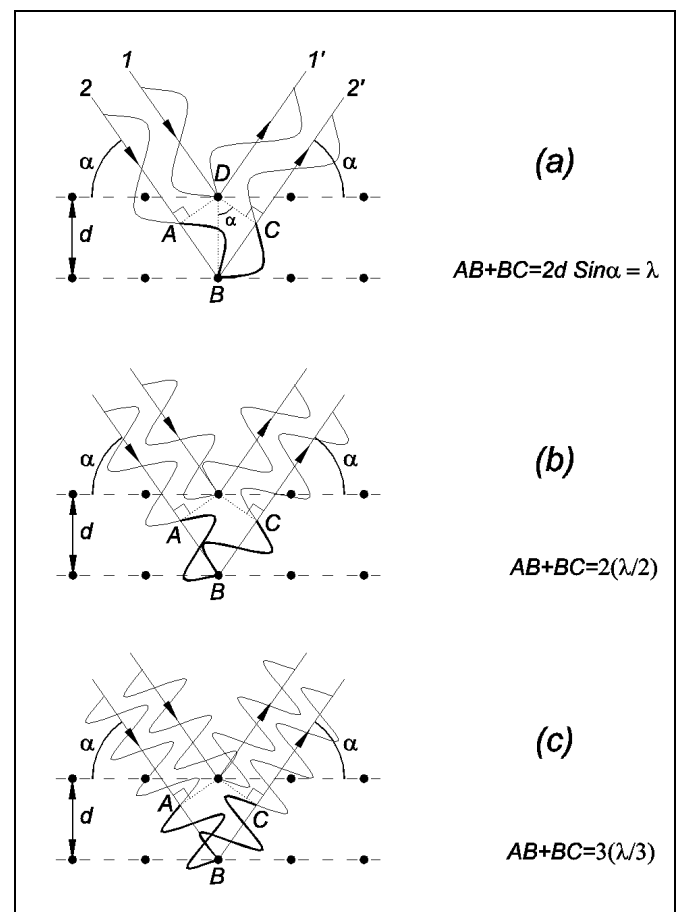 1 1′
2 2′
α D α (a)
d A α C
AB+BC=2d Sinα = λ
B
α α (b)
d A C
B AB+BC=2(λ/2)
α α (c)
A C
d
B AB+BC=3(λ/3)